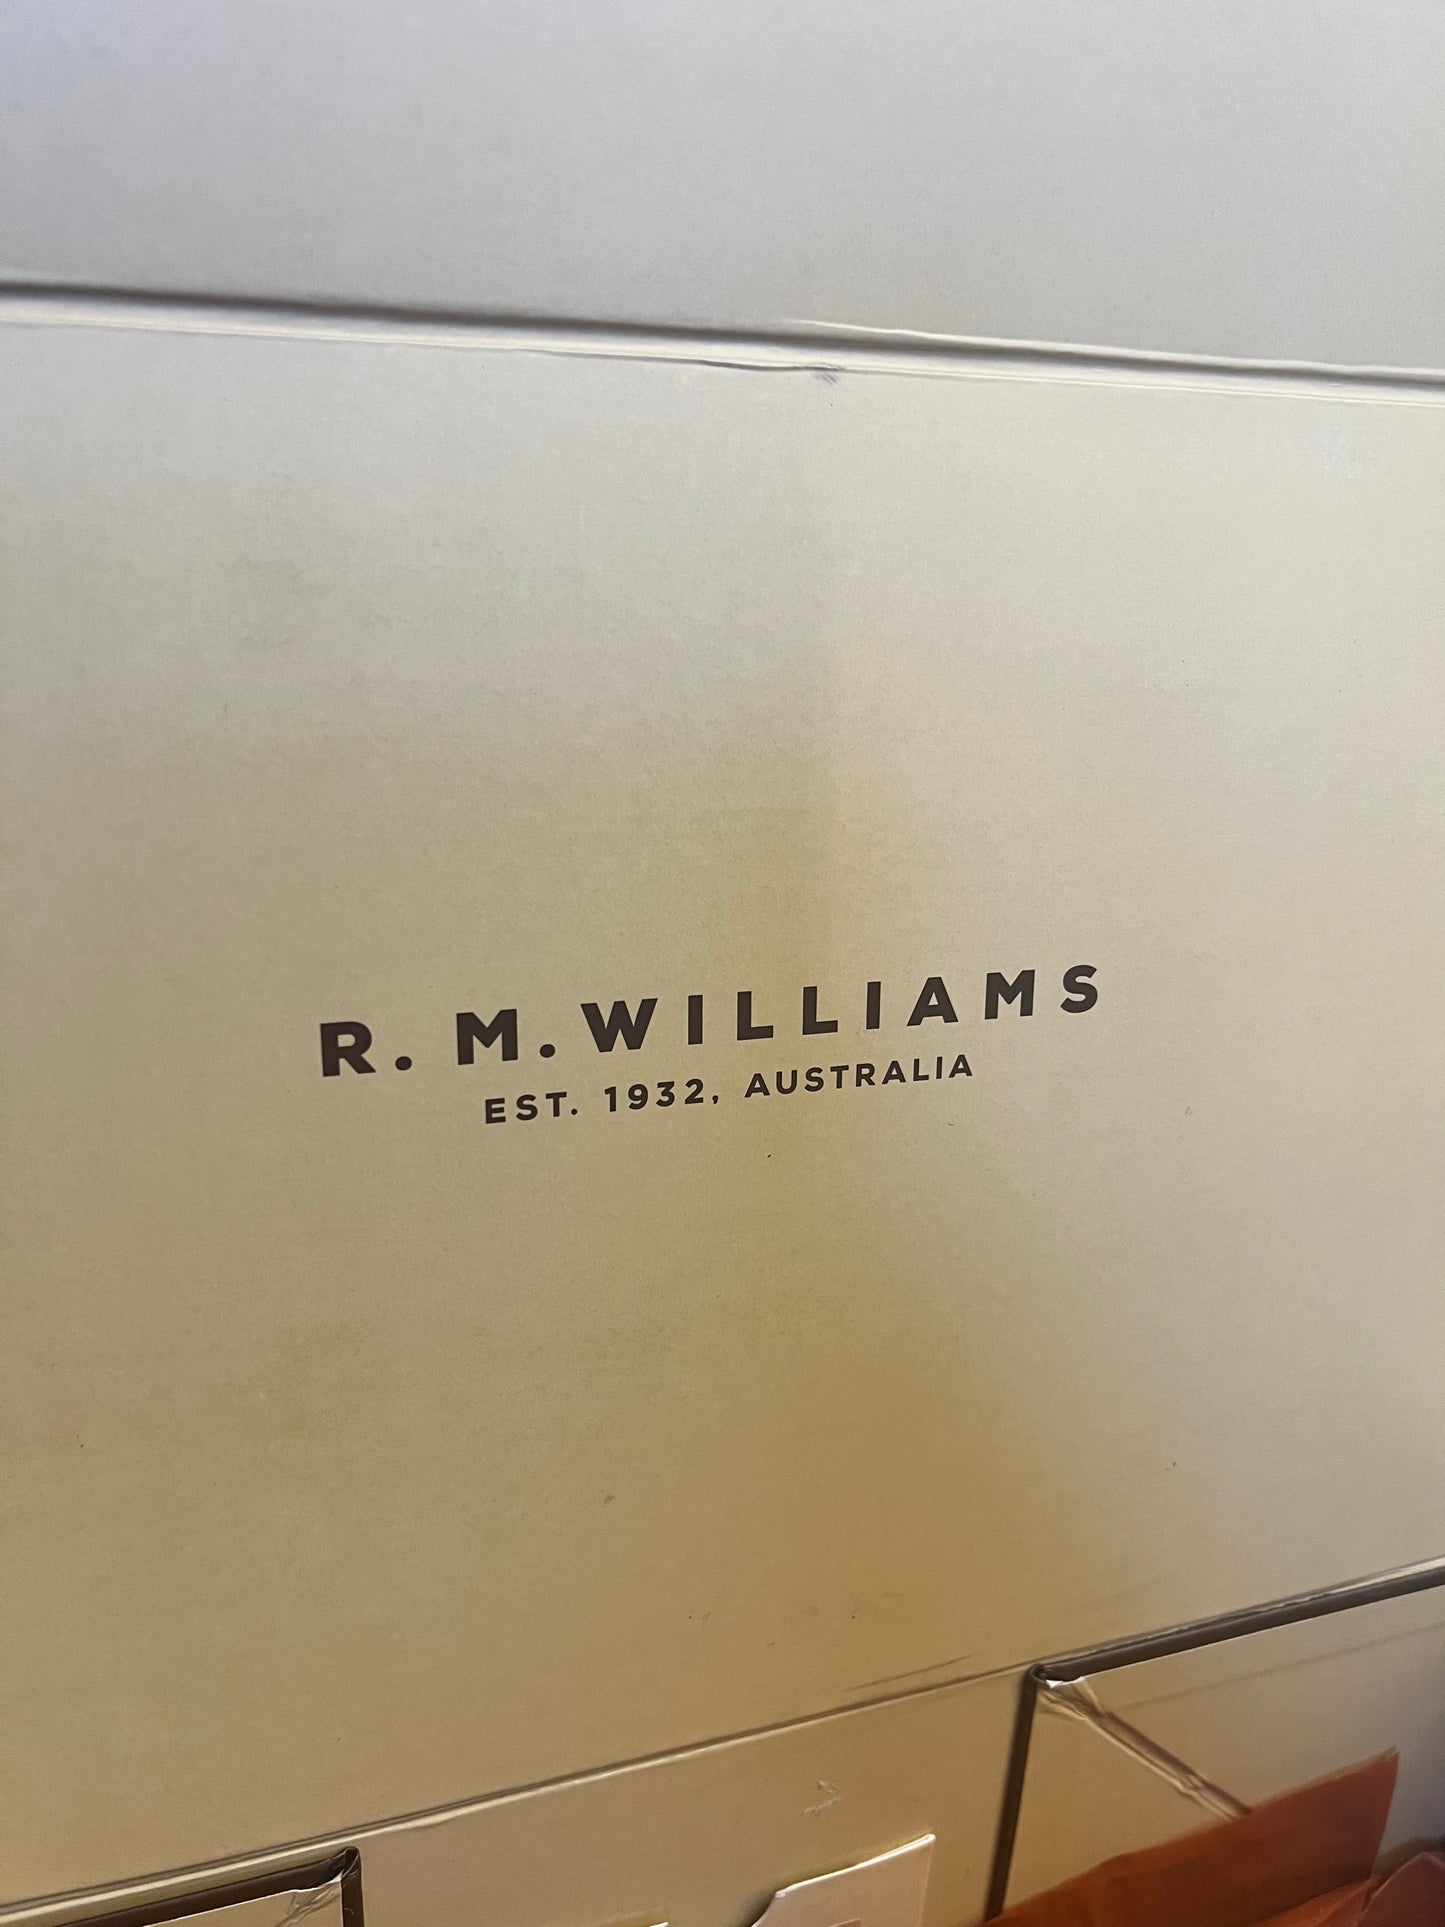 R. M. WILLIAMS
EST. 1932, AUSTRALIA